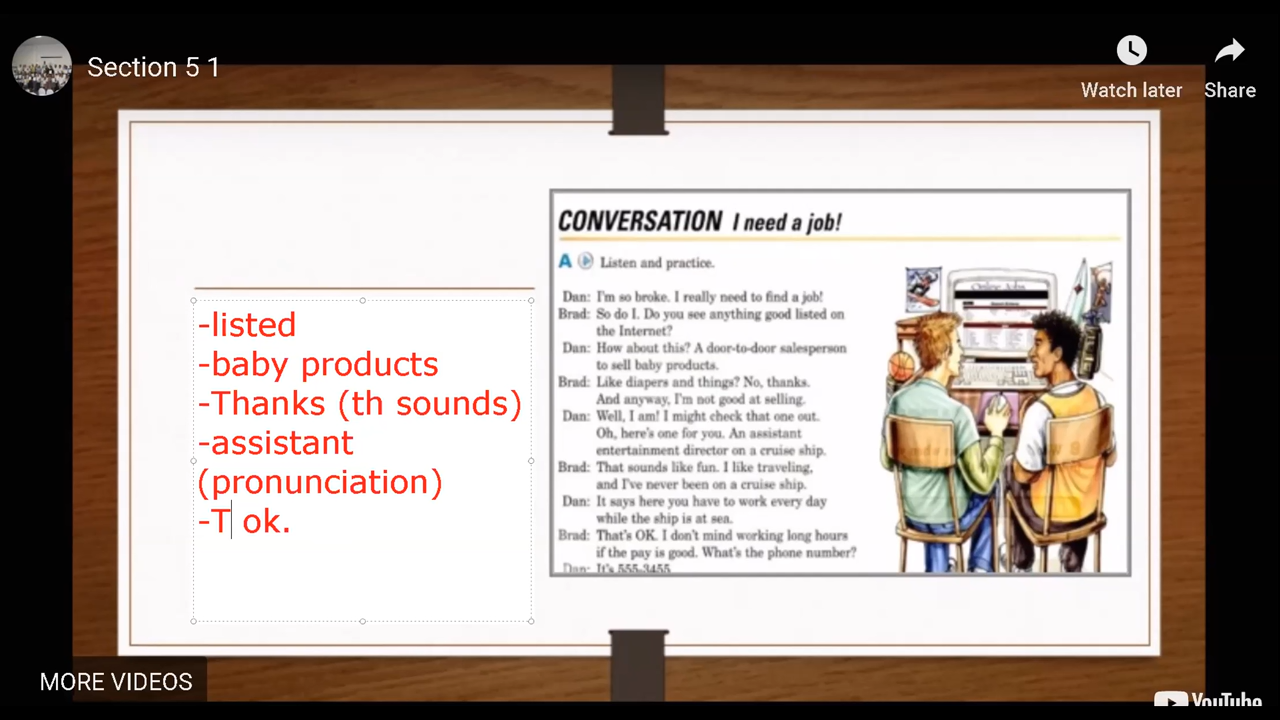 Section 5 1
Watch later
Share
CONVERSATION I need a job!
A Listen and practice.
Dan: I'm so broke. I really need to find a job!
Brad: So do I. Do you see anything good listed on
the Internet?
Dan: How about this? A door-to-door salesperson
to sell baby products.
Brad: Like diapers and things? No, thanks.
And anyway, I'm not good at selling.
Dan: Well, I am! I might check that one out.
Oh, here's one for you. An assistant
entertainment director on a cruise ship.
Brad: That sounds like fun. I like traveling,
and I've never been on a cruise ship.
Dan: It says here you have to work every day
while the ship is at sea.
Brad: That's OK. I don't mind working long hours
if the pay is good. What's the phone number?
Dan: It's 555-3455
Online Jobs
-listed
-baby products
-Thanks (th sounds)
-assistant
(pronunciation)
-T ok.
MORE VIDEOS
YouTube